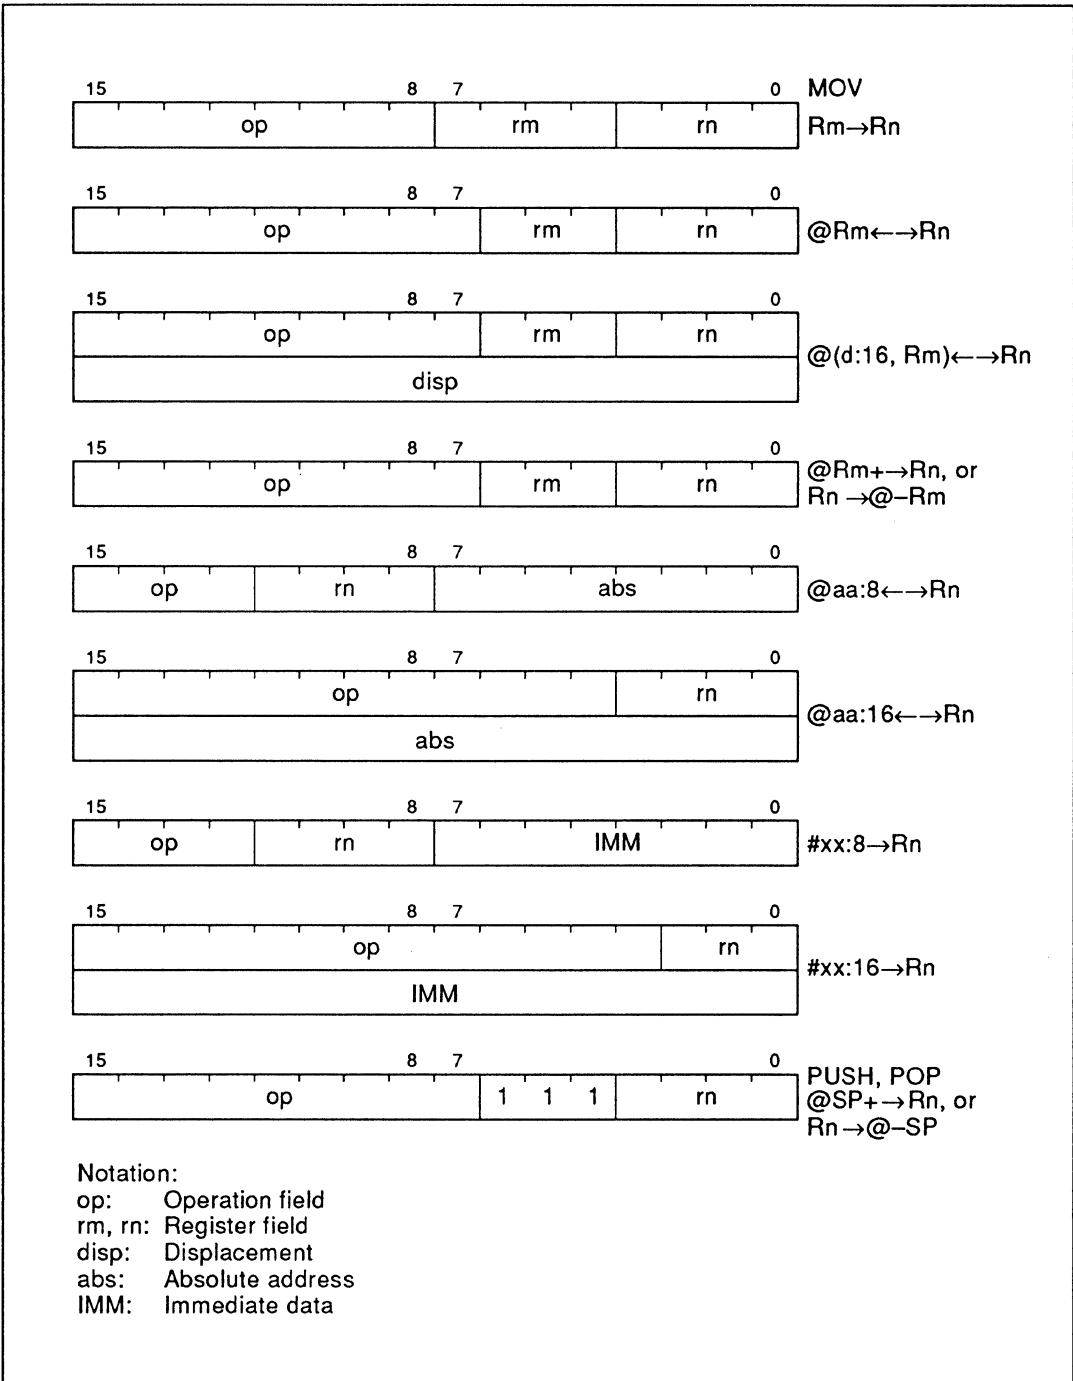 15 8 7 0 MOV
op rm rn Rm→Rn
15 8 7 0
op rm rn @Rm←→Rn
15 8 7 0
op rm rn
@(d:16, Rm)←→Rn
disp
15 8 7 0
@Rm+→Rn, or
op rm rn
Rn →@–Rm
15 8 7 0
op rn abs @aa:8←→Rn
15 8 7 0
op rn
@aa:16←→Rn
abs
15 8 7 0
op rn IMM #xx:8→Rn
15 8 7 0
op rn
#xx:16→Rn
IMM
15 8 7 0
PUSH, POP
op 1 1 1 rn @SP+→Rn, or
Rn →@–SP
Notation:
op: Operation field
rm, rn: Register field
disp: Displacement
abs: Absolute address
IMM: Immediate data